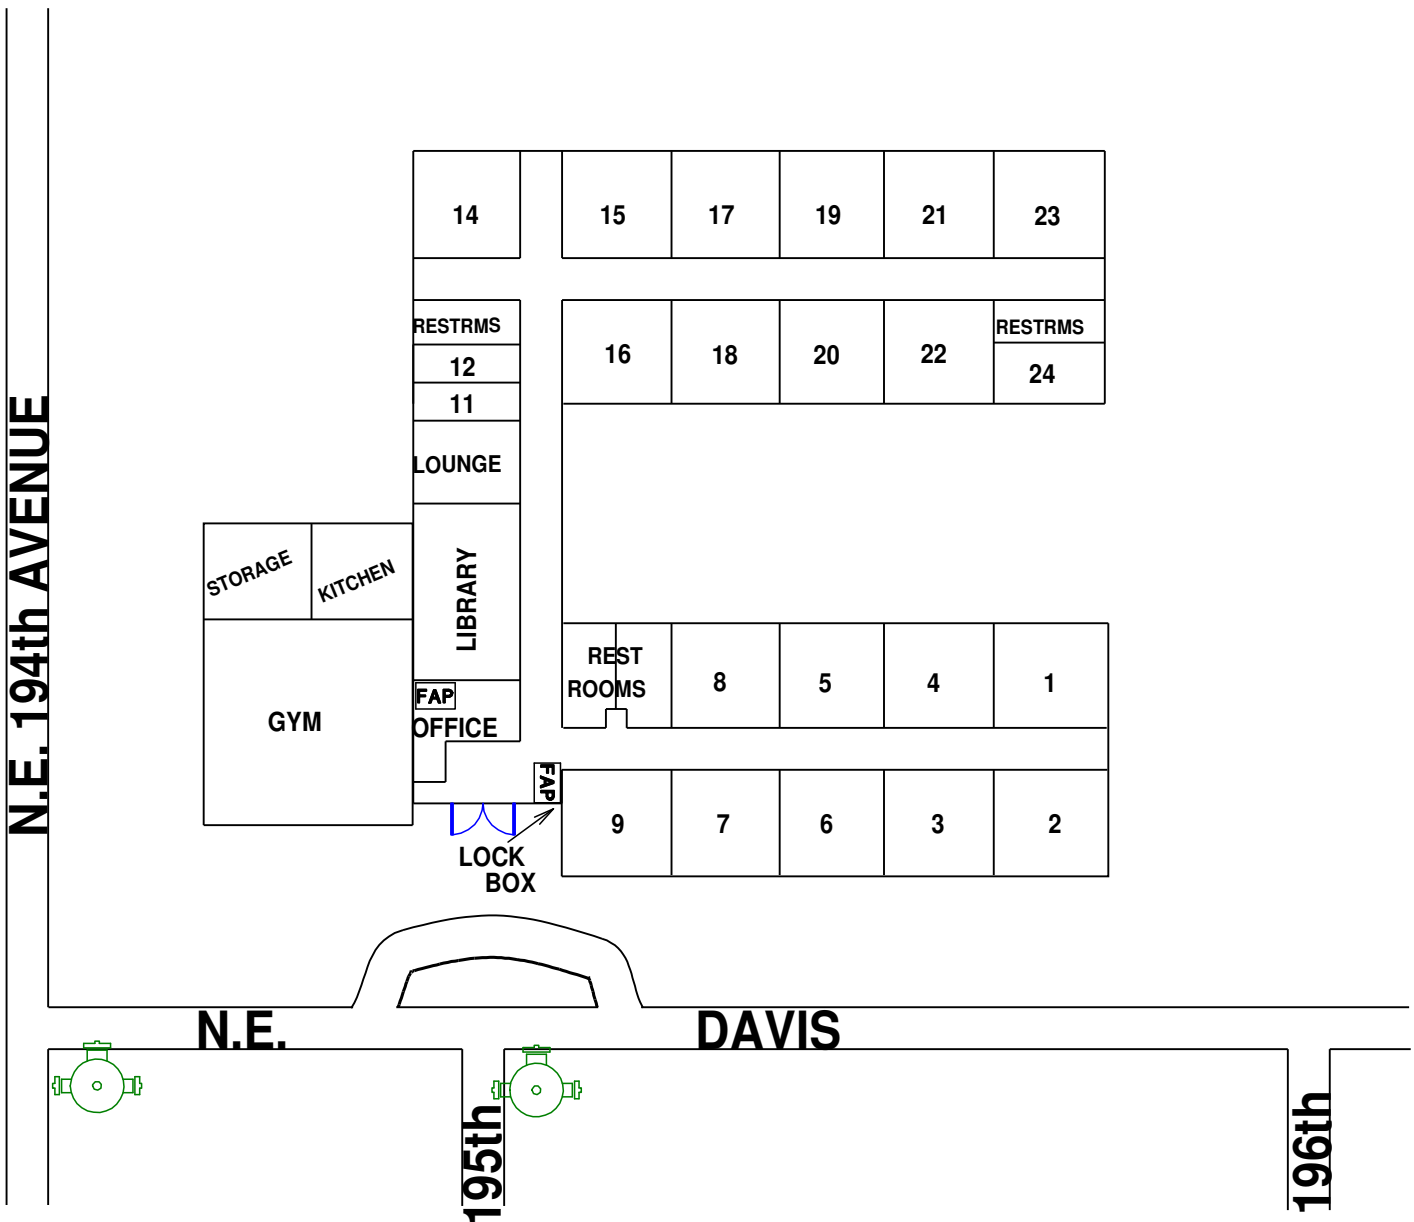 14
15
17
19
21
23
RESTRMS
12
11
16
18
20
22
RESTRMS
24
LOUNGE
LIBRARY
STORAGE
KITCHEN
GYM
FAP
OFFICE
REST
ROOMS
8
5
4
1
FAP
9
7
6
3
2
LOCK
BOX
N.E. 194th AVENUE
N.E.
DAVIS
195th
196th